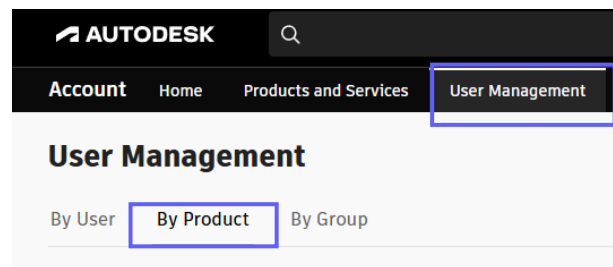 AUTODESK
Account Home Products and Services User Management
User Management
By User By Product By Group